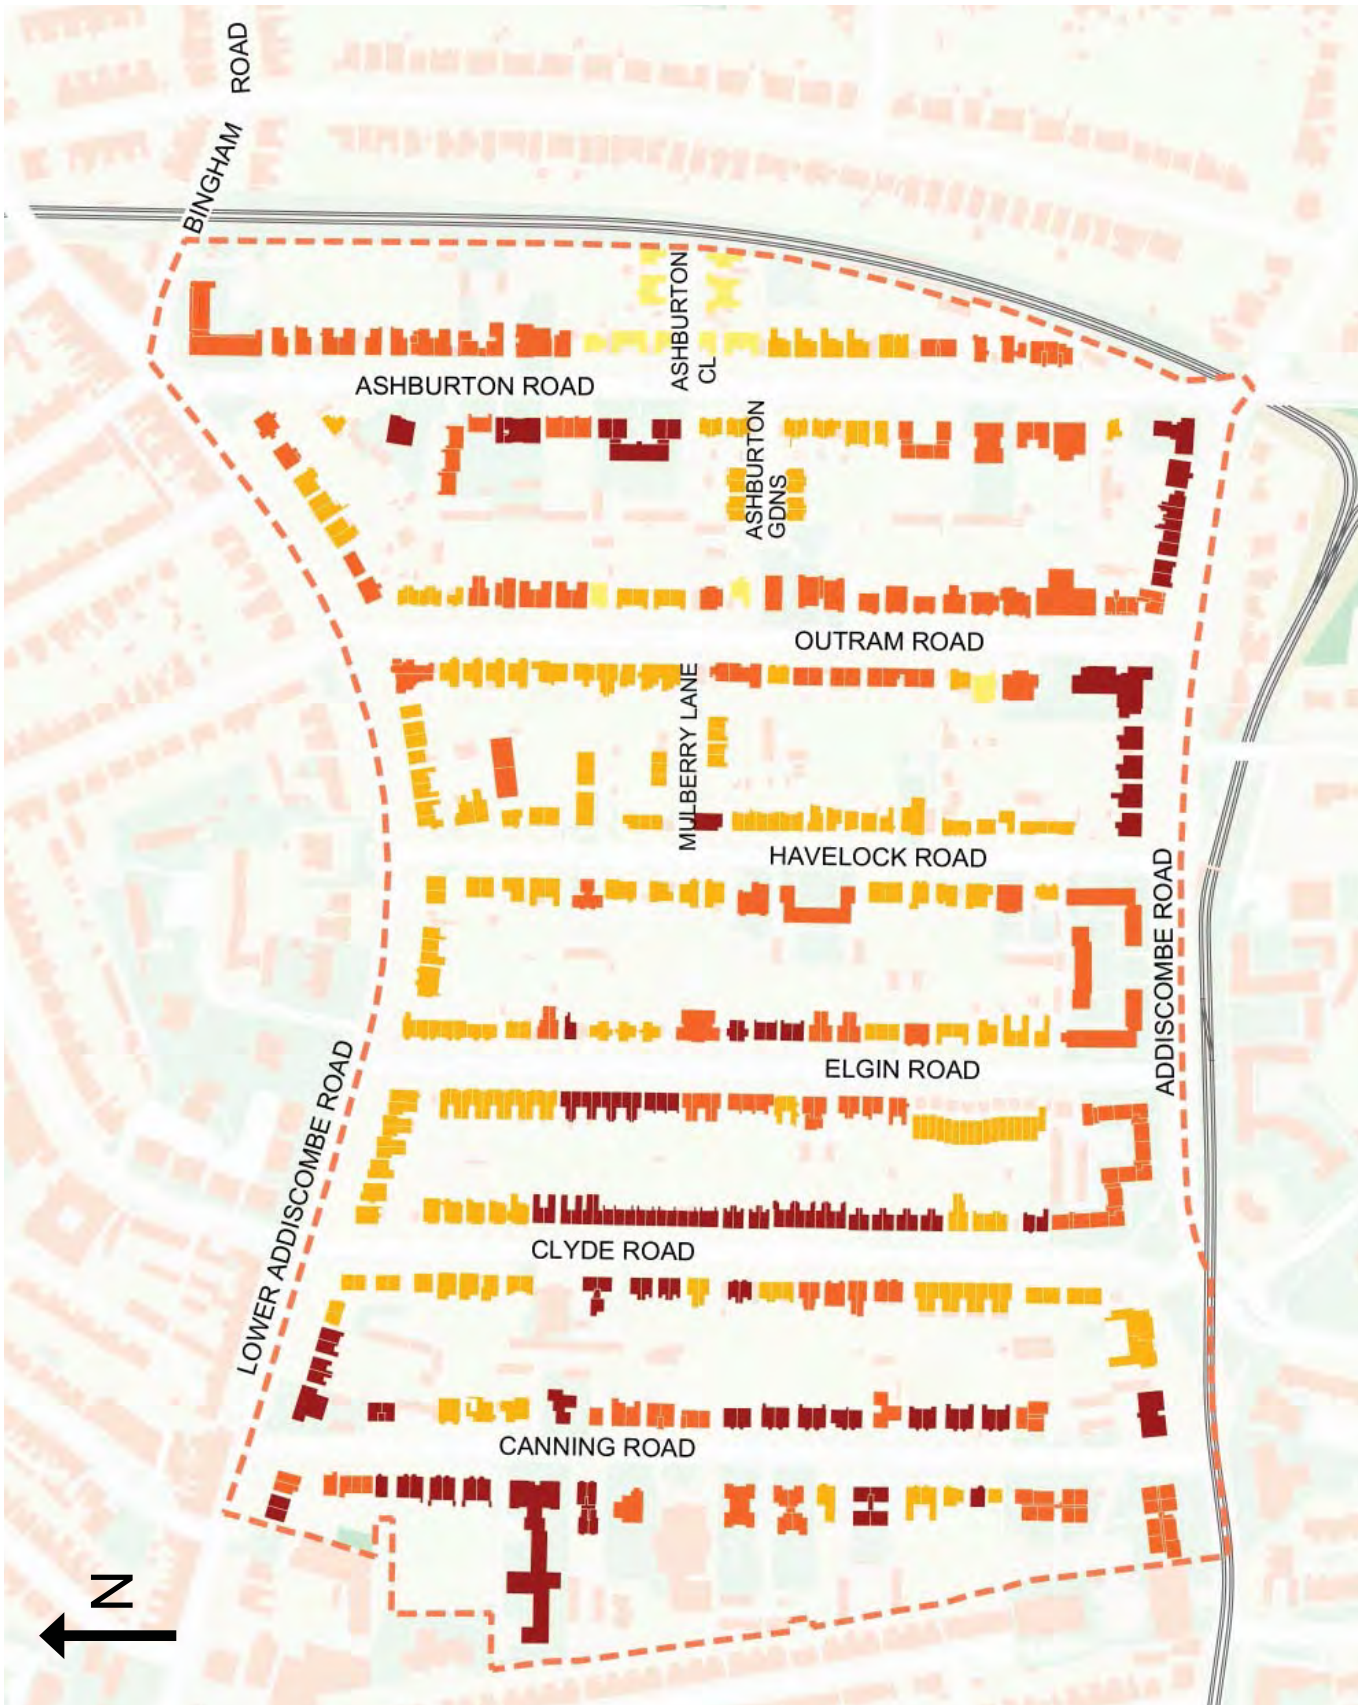 BINGHAM ROAD
ASHBURTON
CL
ASHBURTON ROAD
ASHBURTON
GDNS
OUTRAM ROAD
MULBERRY LANE
HAVELOCK ROAD
ADDISCOMBE ROAD
ELGIN ROAD
LOWER ADDISCOMBE ROAD
CLYDE ROAD
CANNING ROAD
N